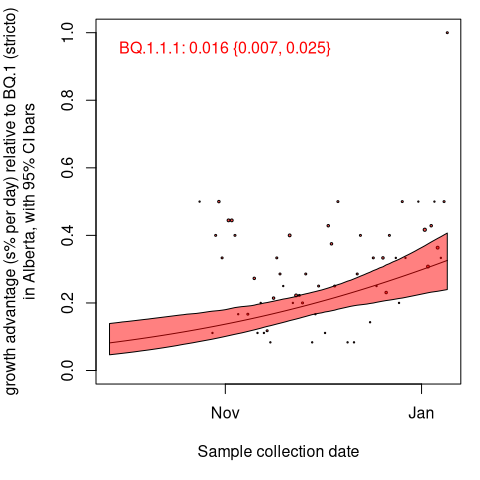 growth advantage (s% per day) relative to BQ.1 (stricto)
in Alberta, with 95% CI bars
BQ.1.1.1: 0.016 {0.007, 0.025}
1.0
0.8
0.6
0.4
0.2
0.0
Nov
Jan
Sample collection date